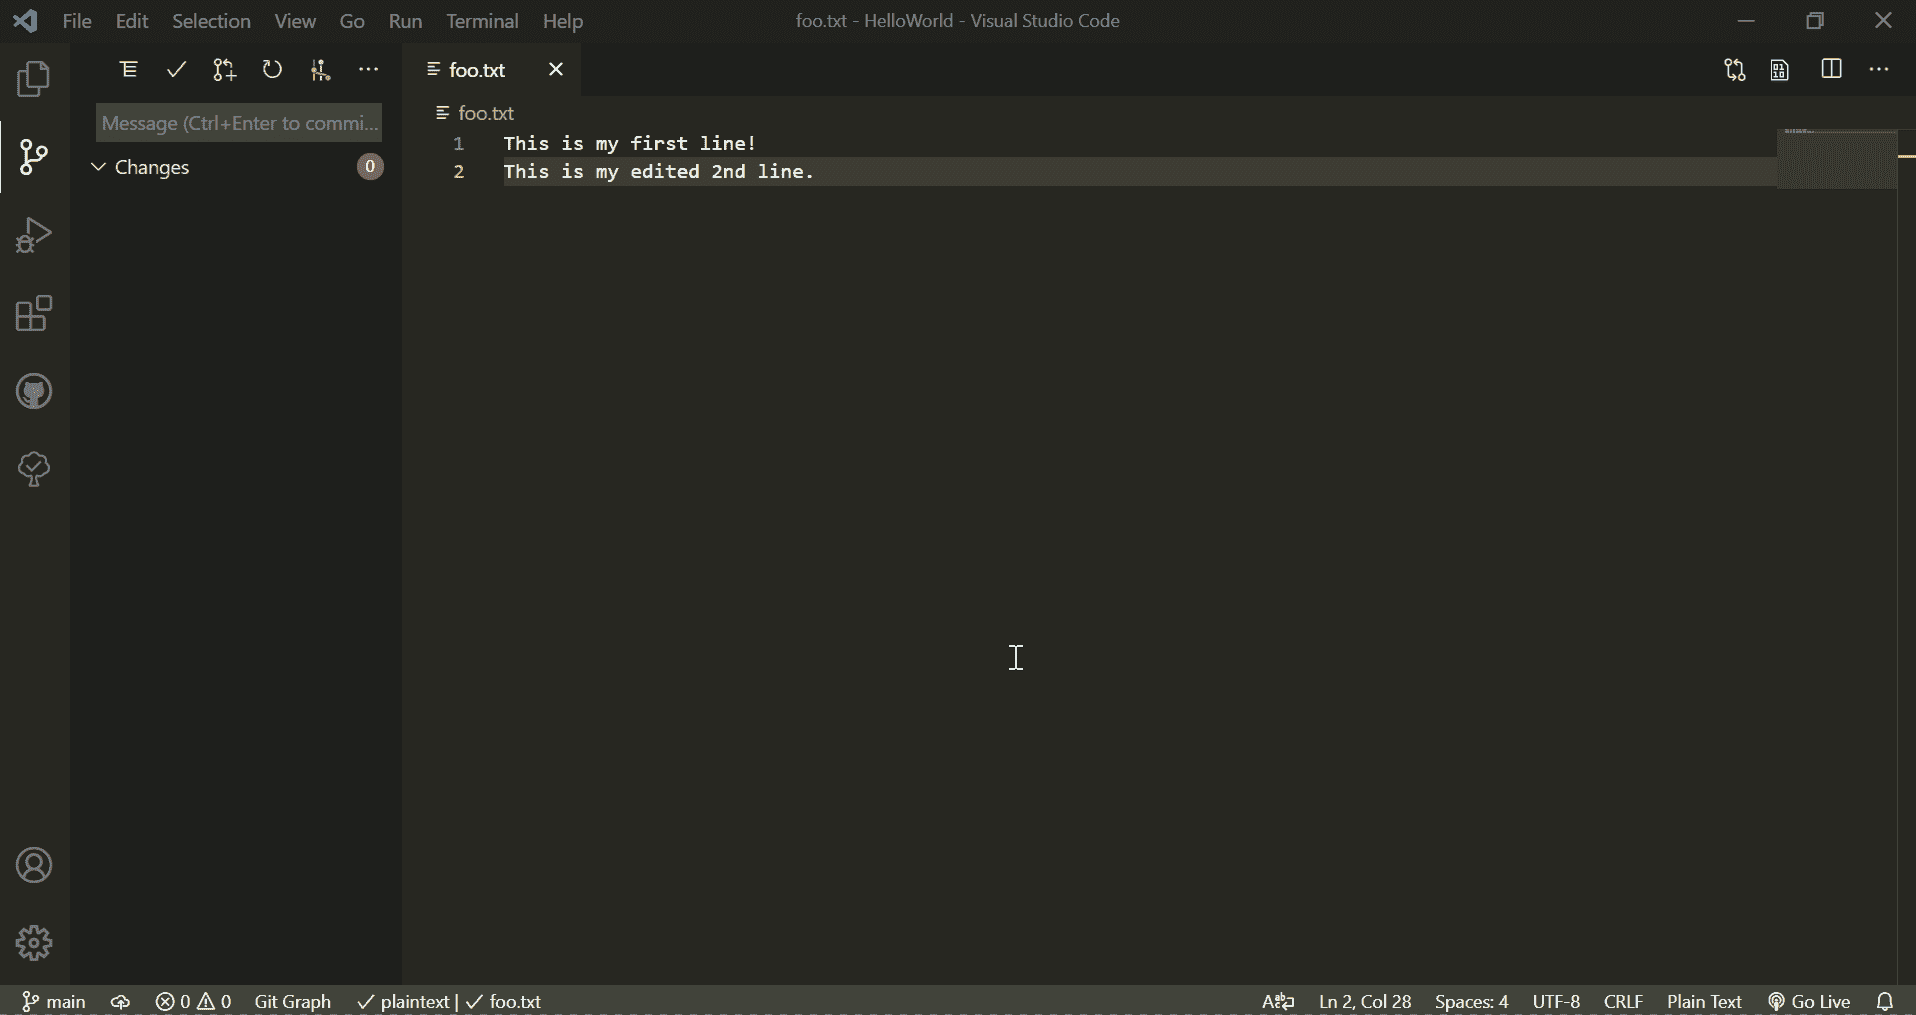 File Edit Selection View Go Run Terminal Help foo.txt - HelloWorld - Visual Studio Code
foo.txt
Message (Ctrl+Enter to commi...
Changes 0
foo.txt
1 This is my first line!
2 This is my edited 2nd line.
main 0 0 Git Graph plaintext | foo.txt Ln 2, Col 28 Spaces: 4 UTF-8 CRLF Plain Text Go Live